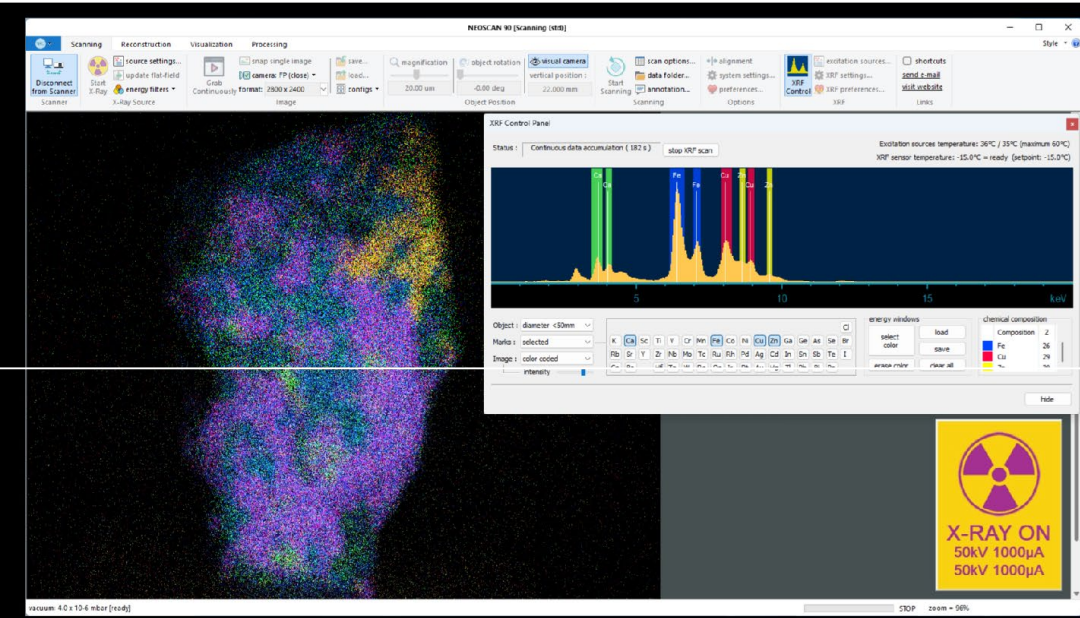 NEOSCAN 90 [Scanning (std)]
Scanning Reconstruction Visualization Processing Style
Disconnect from Scanner
Scanner
Start X-Ray
source settings...
update flat-field
energy filters
X-Ray Source
Grab Continuously
snap single image
camera: FP (close)
format: 2800 x 2400
save...
load...
configs
Image
magnification
20.00 um
object rotation
-0.00 deg
visual camera
vertical position :
22.000 mm
Object Position
Start Scanning
scan options...
data folder...
annotation...
Scanning
alignment
system settings...
preferences...
Options
XRF Control
excitation sources...
XRF settings...
XRF preferences...
XRF
shortcuts
send e-mail
visit website
Links
XRF Control Panel
Status : Continuous data accumulation ( 182 s ) stop XRF scan
Excitation sources temperature: 36°C / 35°C (maximum 60°C)
XRF sensor temperature: -15.0°C = ready (setpoint: -15.0°C)
Ca Fe Cu Zn
Ca Fe Cu Zn
5 10 15 keV
Object : diameter <50mm
Marks : selected
Image : color coded
intensity
Cl
K Ca Sc Ti V Cr Mn Fe Co Ni Cu Zn Ga Ge As Se Br
Rb Sr Y Zr Nb Mo Tc Ru Rh Pd Ag Cd In Sn Sb Te I
energy windows
select color
load
save
erase color
clear all
chemical composition
Composition 2
Fe 26
Cu 29
hide
X-RAY ON
50kV 1000µA
50kV 1000µA
vacuum: 4.0 x 10-6 mbar [ready]
STOP zoom = 96%